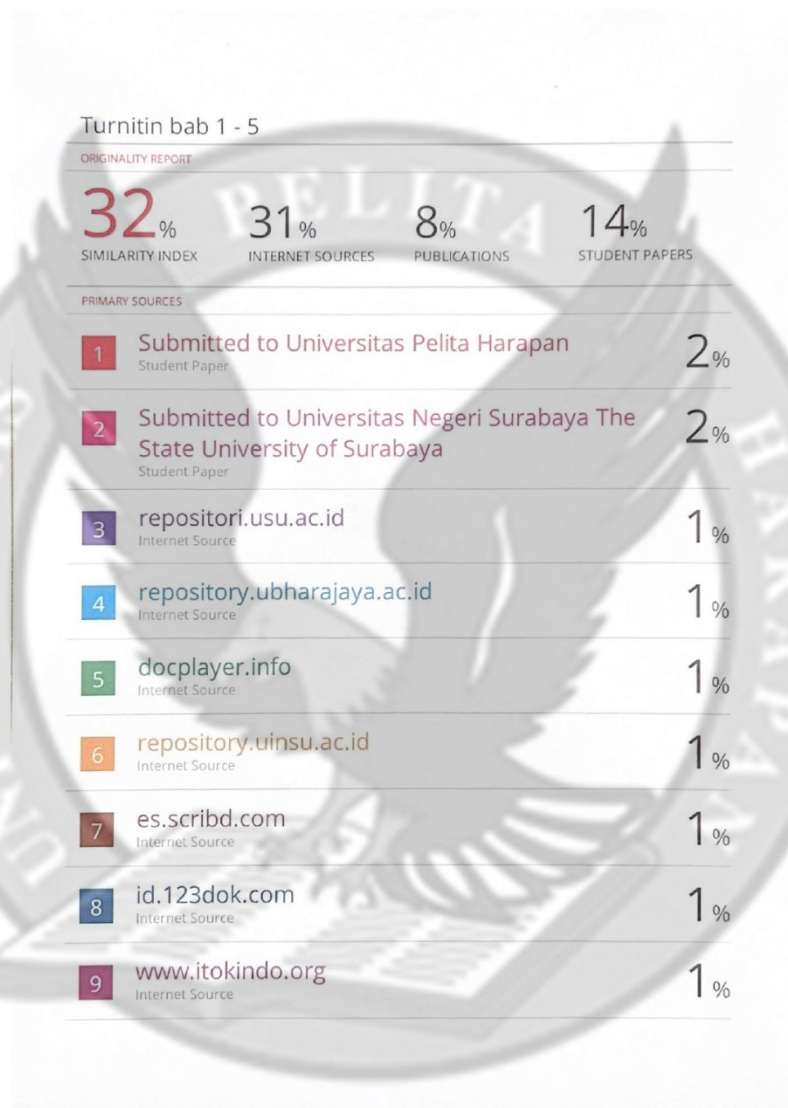 Turnitin bab 1 - 5
ORIGINALITY REPORT
32%
SIMILARITY INDEX
31%
INTERNET SOURCES
8%
PUBLICATIONS
14%
STUDENT PAPERS
PRIMARY SOURCES
1
Submitted to Universitas Pelita Harapan
Student Paper
2%
2
Submitted to Universitas Negeri Surabaya The
State University of Surabaya
Student Paper
2%
3
repositori.usu.ac.id
Internet Source
1%
4
repository.ubharajaya.ac.id
Internet Source
1%
5
docplayer.info
Internet Source
1%
6
repository.uinsu.ac.id
Internet Source
1%
7
es.scribd.com
Internet Source
1%
8
id.123dok.com
Internet Source
1%
9
www.itokindo.org
Internet Source
1%
PELITA
HARAPAN